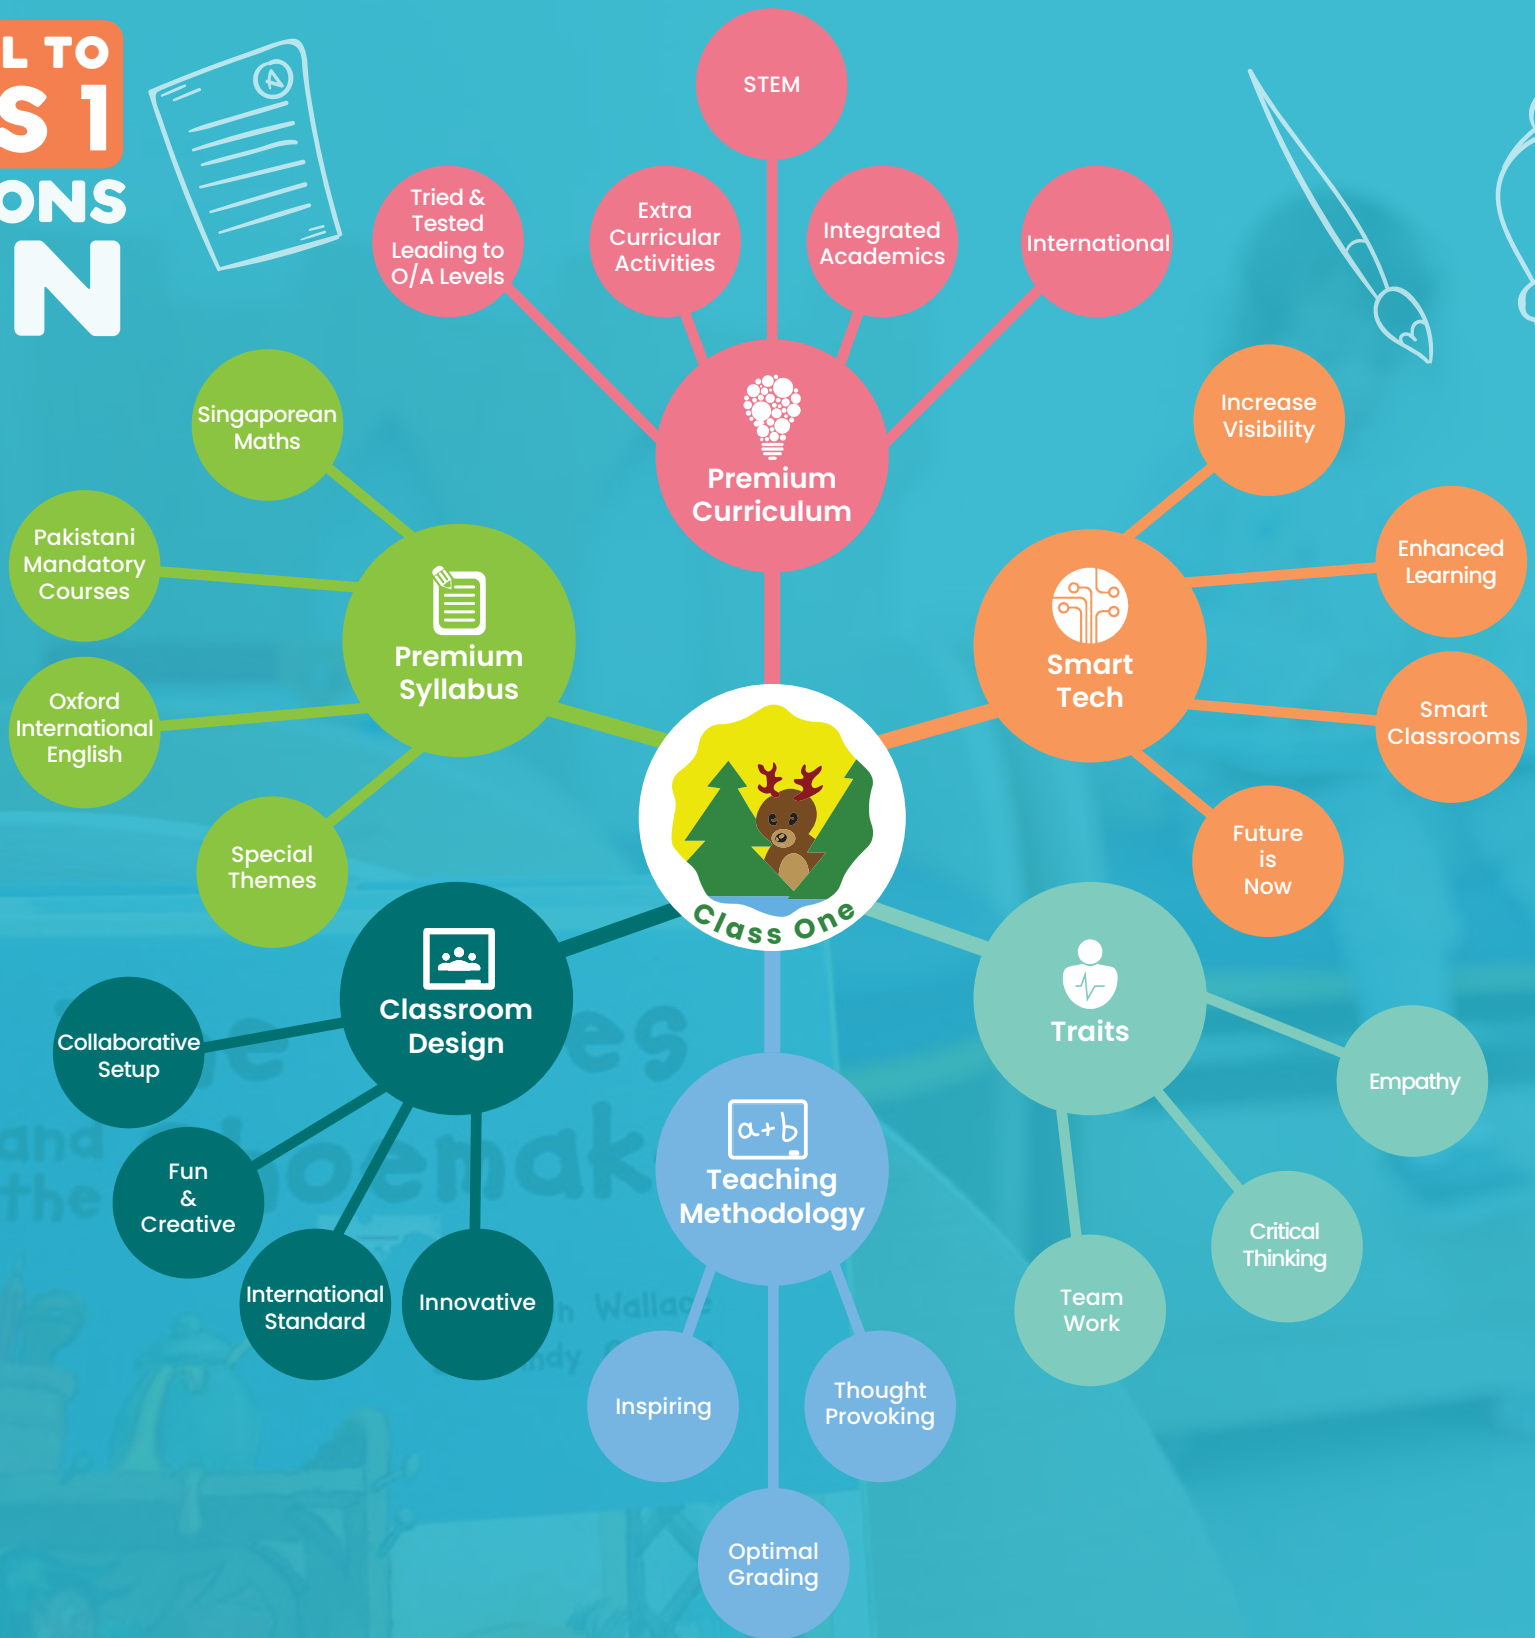 L TO
S 1
ONS
N
A
STEM
Tried &
Tested
Leading to
O/A Levels
Extra
Curricular
Activities
Integrated
Academics
International
Premium
Curriculum
Singaporean
Maths
Pakistani
Mandatory
Courses
Oxford
International
English
Special
Themes
Premium
Syllabus
Increase
Visibility
Enhanced
Learning
Smart
Classrooms
Future
is
Now
Smart
Tech
Class One
Classroom
Design
Collaborative
Setup
Fun
&
Creative
International
Standard
Innovative
a+b
Teaching
Methodology
Inspiring
Thought
Provoking
Optimal
Grading
Traits
Empathy
Critical
Thinking
Team
Work
and
the
Wallace